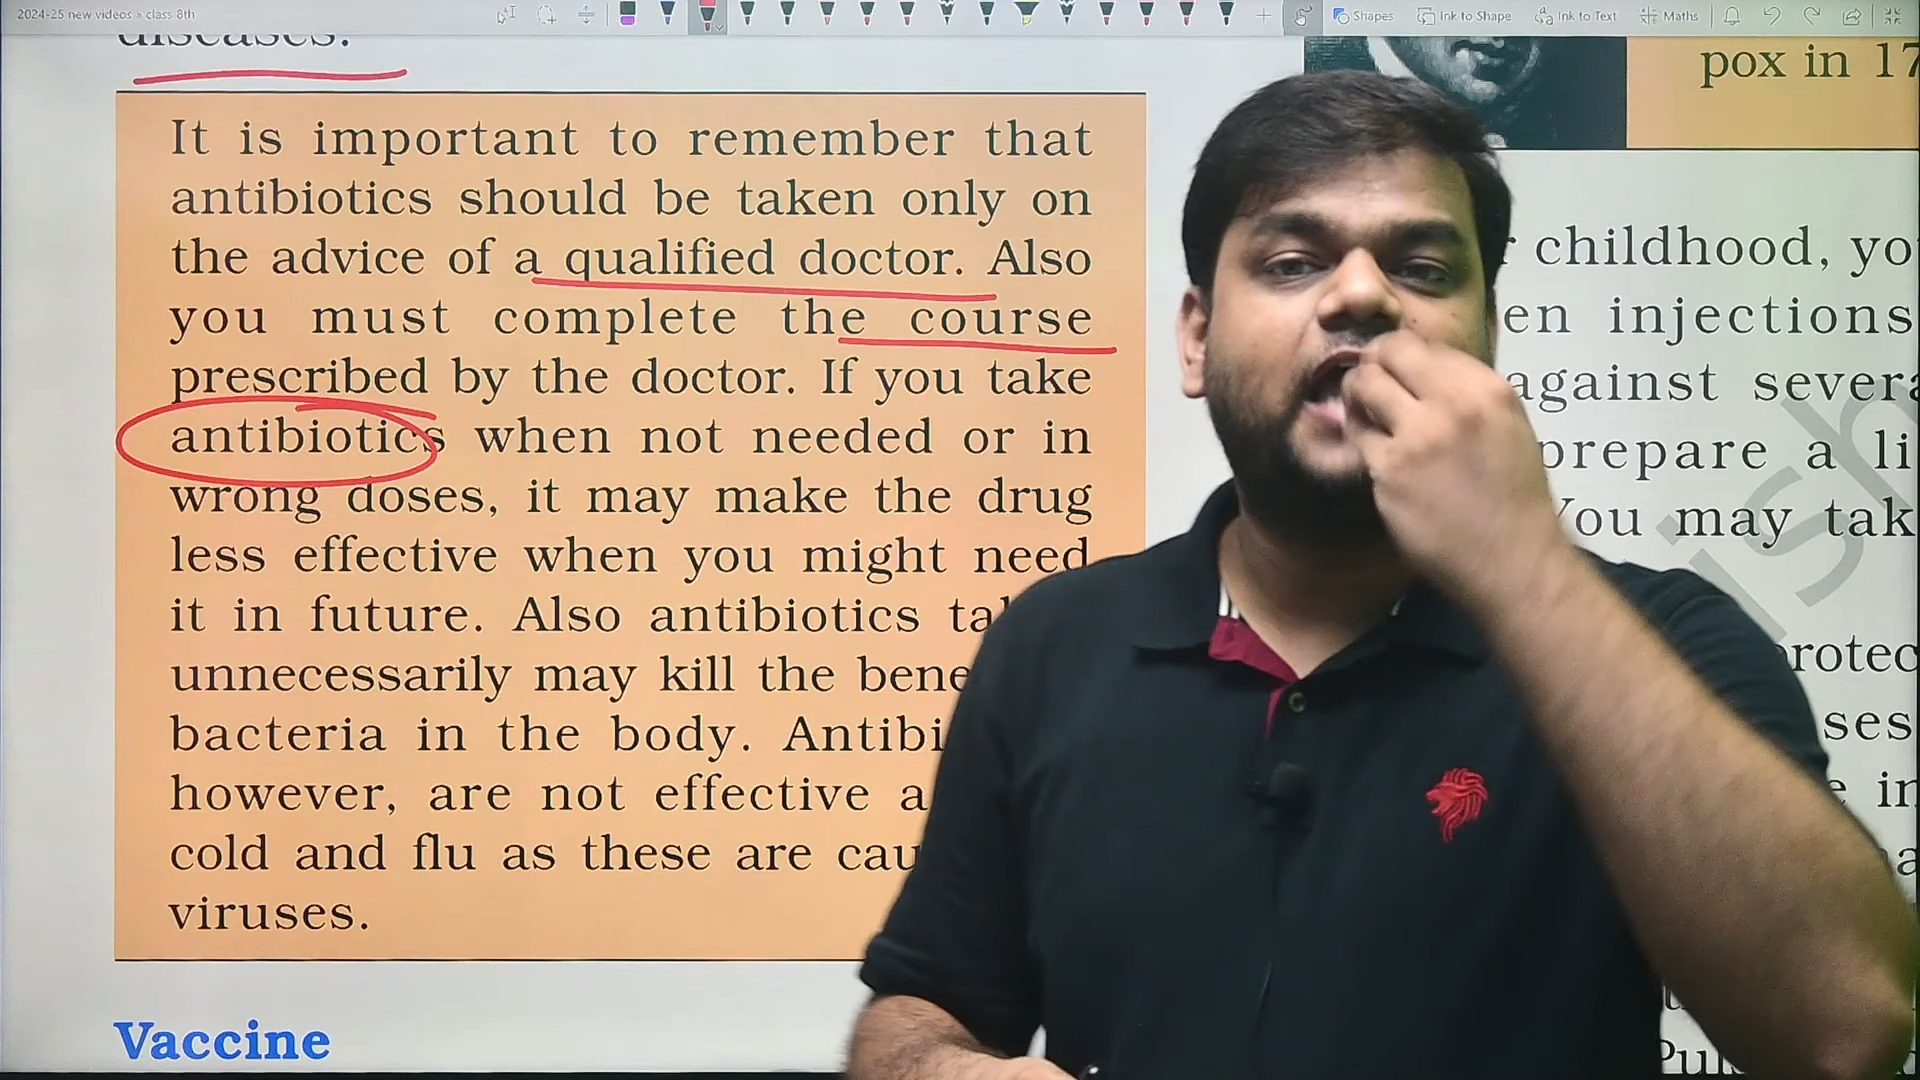 2024-25 new videos a class 8th
Shapes
Ink to Shape
Ink to Text
Maths
diseases.
It is important to remember that
antibiotics should be taken only on
the advice of a qualified doctor. Also
you must complete the course
prescribed by the doctor. If you take
antibiotics when not needed or in
wrong doses, it may make the drug
less effective when you might need
it in future. Also antibiotics
unnecessarily may kill the
bacteria in the body.
however, are not effective
cold and flu as these are
viruses.
Vaccine
pox in 17
childhood,
injections
against
prepare a
You may